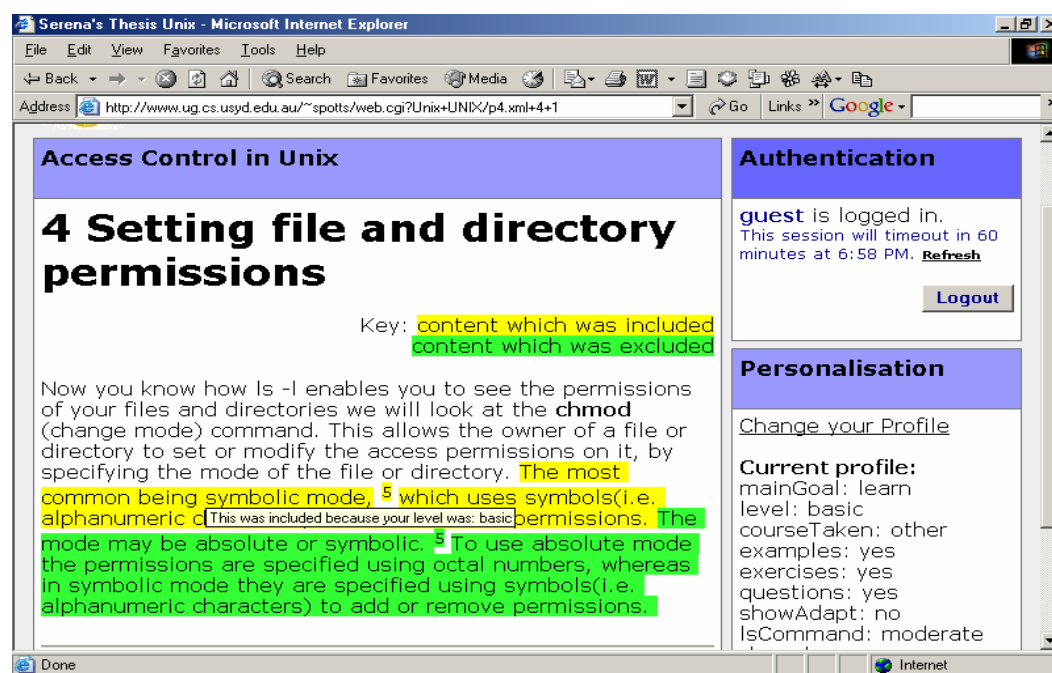 Serena's Thesis Unix - Microsoft Internet Explorer
File Edit View Favorites Tools Help
Back Search Favorites Media
Address http://www.ug.cs.usyd.edu.au/~spotts/web.cgi?Unix+UNIX/p4.xml+4+1 Go Links » Google
Access Control in Unix
4 Setting file and directory
permissions
Key: content which was included
content which was excluded
Now you know how ls -l enables you to see the permissions
of your files and directories we will look at the chmod
(change mode) command. This allows the owner of a file or
directory to set or modify the access permissions on it, by
specifying the mode of the file or directory. The most
common being symbolic mode, 5 which uses symbols(i.e.
alphanumeric permissions. The
This was included because your level was: basic
mode may be absolute or symbolic. 5 To use absolute mode
the permissions are specified using octal numbers, whereas
in symbolic mode they are specified using symbols(i.e.
alphanumeric characters) to add or remove permissions.
Authentication
guest is logged in.
This session will timeout in 60
minutes at 6:58 PM. Refresh
Logout
Personalisation
Change your Profile
Current profile:
mainGoal: learn
level: basic
courseTaken: other
examples: yes
exercises: yes
questions: yes
showAdapt: no
lsCommand: moderate
Done Internet